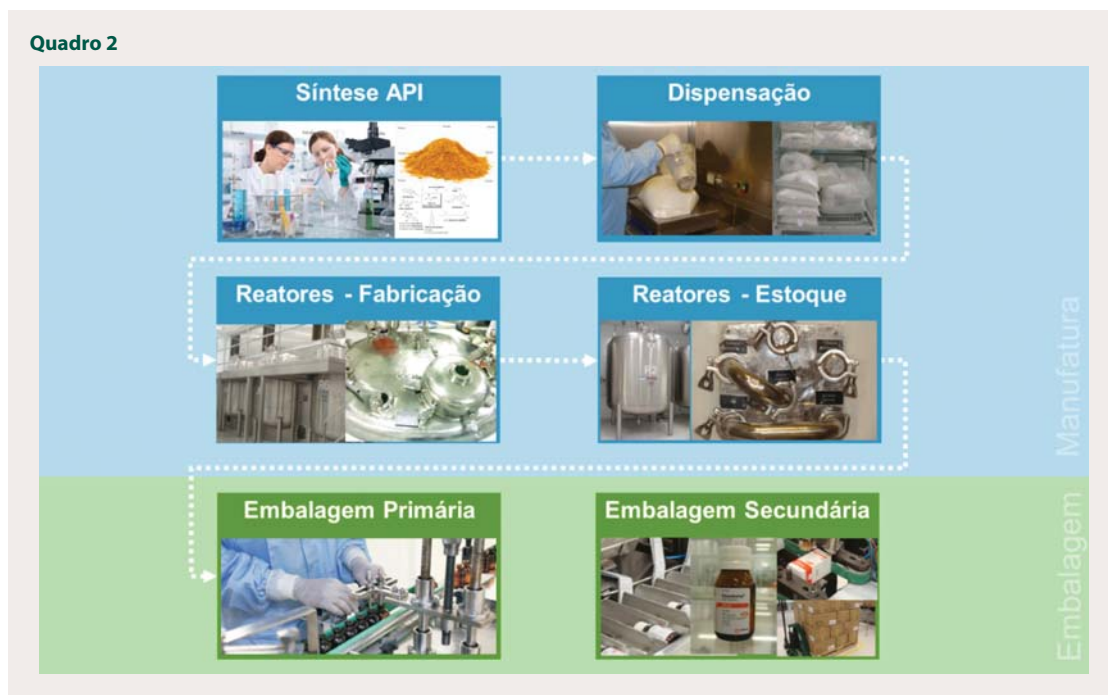 Quadro 2
Síntese API
Dispensação
Reatores - Fabricação
Reatores - Estoque
Manufatura
Embalagem Primária
Embalagem Secundária
Embalagem